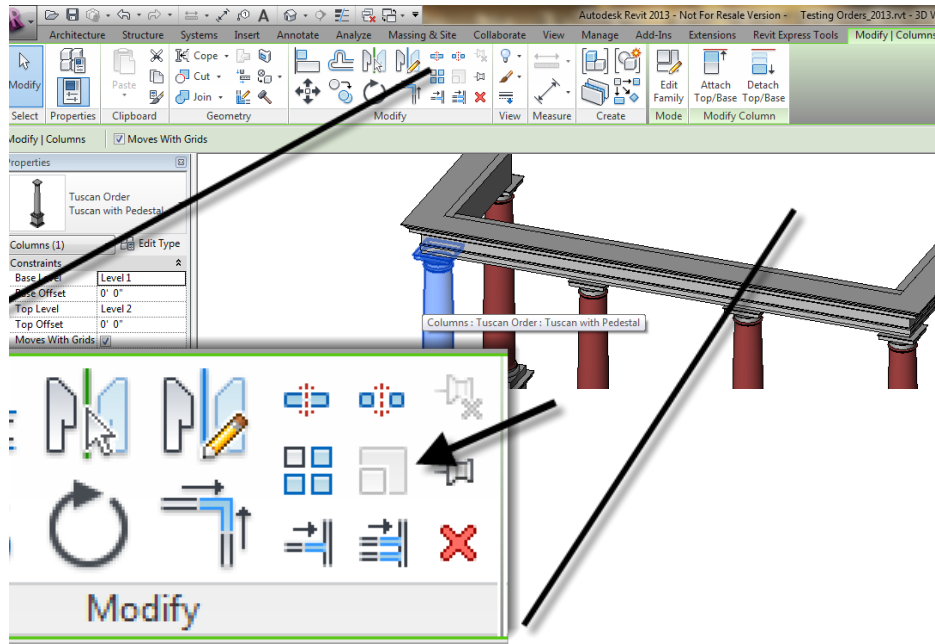 Autodesk Revit 2013 - Not For Resale Version - Testing Orders_2013.rvt - 3D V
Architecture Structure Systems Insert Annotate Analyze Massing & Site Collaborate View Manage Add-Ins Extensions Revit Express Tools Modify | Columns
Modify
Paste
Cope
Cut
Join
Edit Family
Attach Top/Base
Detach Top/Base
Select Properties Clipboard Geometry Modify View Measure Create Mode Modify Column
Modify | Columns Moves With Grids
Properties
Tuscan Order
Tuscan with Pedestal
Columns (1) Edit Type
Constraints
Base Level Level 1
Base Offset 0' 0"
Top Level Level 2
Top Offset 0' 0"
Moves With Grids
Columns : Tuscan Order : Tuscan with Pedestal
Modify